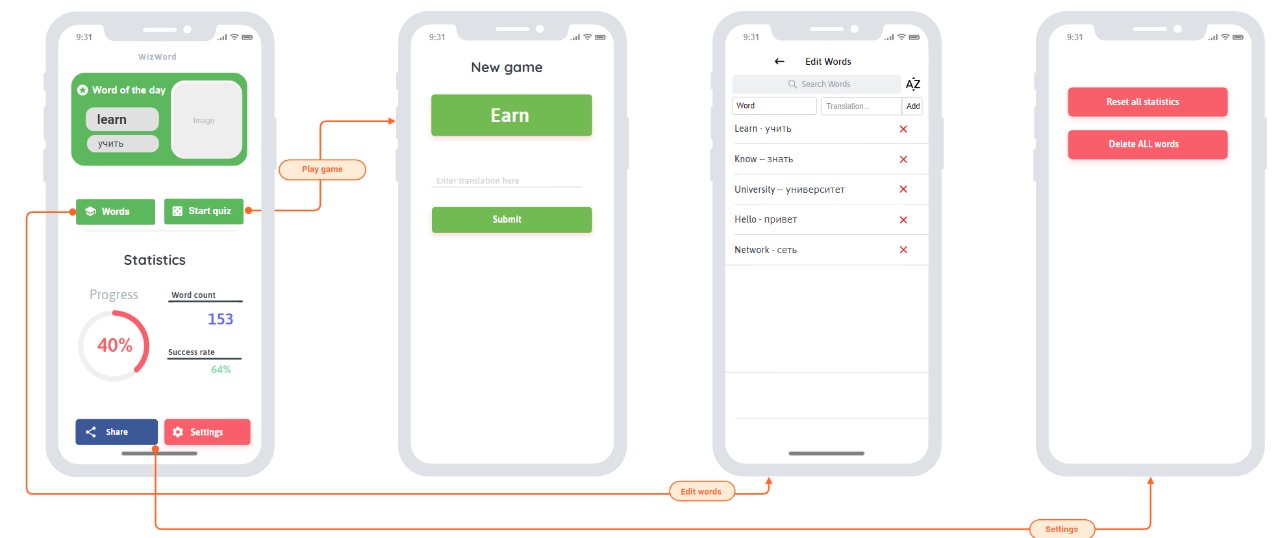 9:31
WizWord
Word of the day
learn
учить
Image
Words
Start quiz
Statistics
Progress
40%
Word count
153
Success rate
64%
Share
Settings
Play game
9:31
New game
Earn
Enter translation here
Submit
9:31
Edit Words
Search Words
AZ
Word
Translation...
Add
Learn - учить
Know – знать
University – университет
Hello - привет
Network - сеть
Edit words
9:31
Reset all statistics
Delete ALL words
Settings